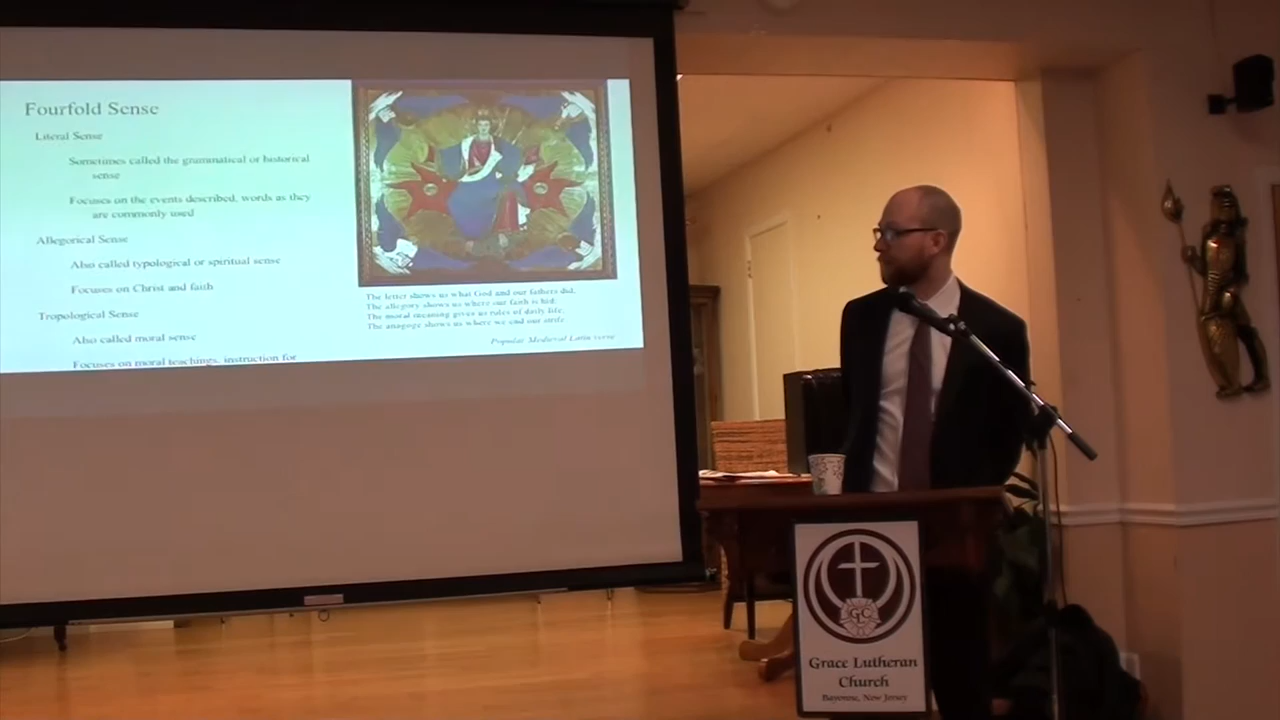 Fourfold Sense
Literal Sense
Sometimes called the grammatical or historical
sense
Focuses on the events described, words as they
are commonly used
Allegorical Sense
Also called typological or spiritual sense
Focuses on Christ and faith
Tropological Sense
Also called moral sense
Focuses on moral teachings, instruction for
The letter shows us what God and our fathers did;
The allegory shows us where our faith is hid;
The moral meaning gives us rules of daily life;
The anagoge shows us where we end our strife.
Popular Medieval Latin verse
GLC
Grace Lutheran
Church
Bayonne, New Jersey